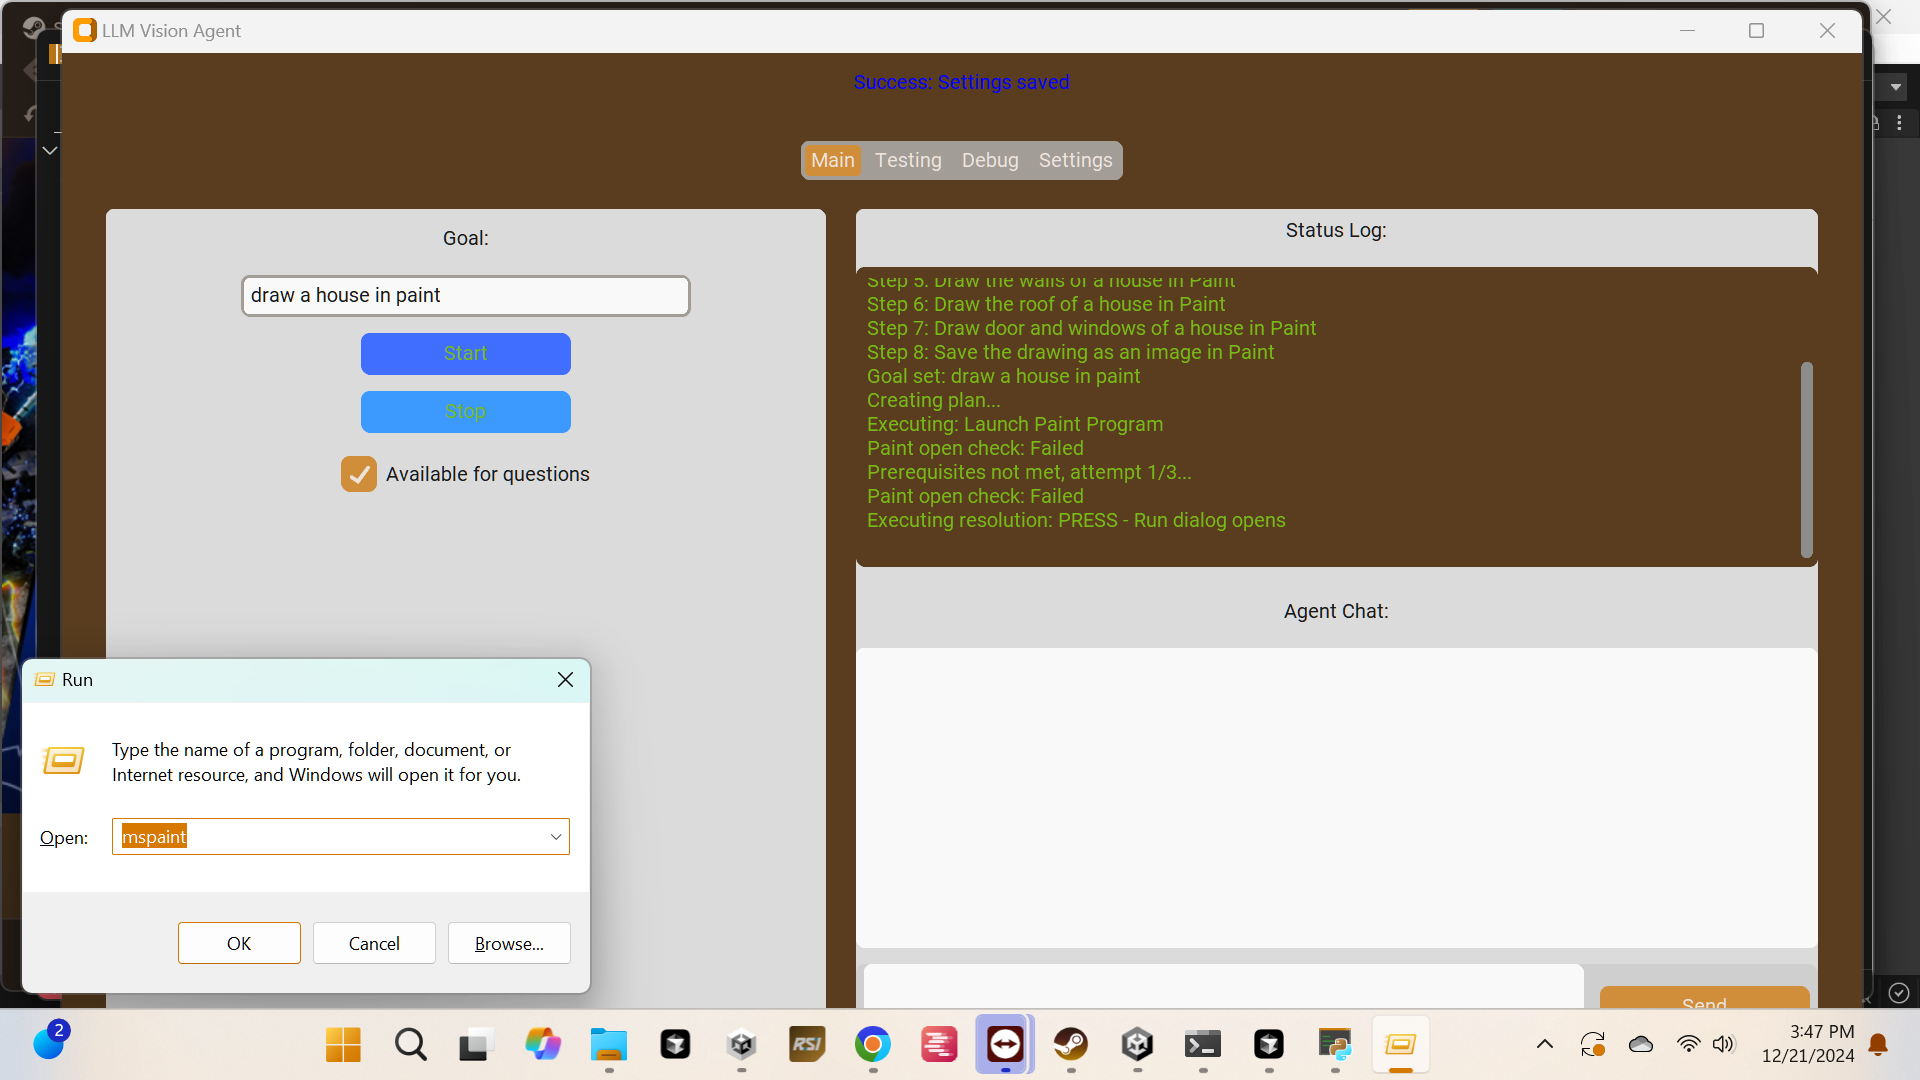 LLM Vision Agent
Success: Settings saved
Main Testing Debug Settings
Goal:
draw a house in paint
Start
Stop
Available for questions
Status Log:
Step 5: Draw the walls of a house in Paint
Step 6: Draw the roof of a house in Paint
Step 7: Draw door and windows of a house in Paint
Step 8: Save the drawing as an image in Paint
Goal set: draw a house in paint
Creating plan...
Executing: Launch Paint Program
Paint open check: Failed
Prerequisites not met, attempt 1/3...
Paint open check: Failed
Executing resolution: PRESS - Run dialog opens
Agent Chat:
Send
Run
Type the name of a program, folder, document, or
Internet resource, and Windows will open it for you.
Open: mspaint
OK Cancel Browse...
2
RSI
3:47 PM
12/21/2024